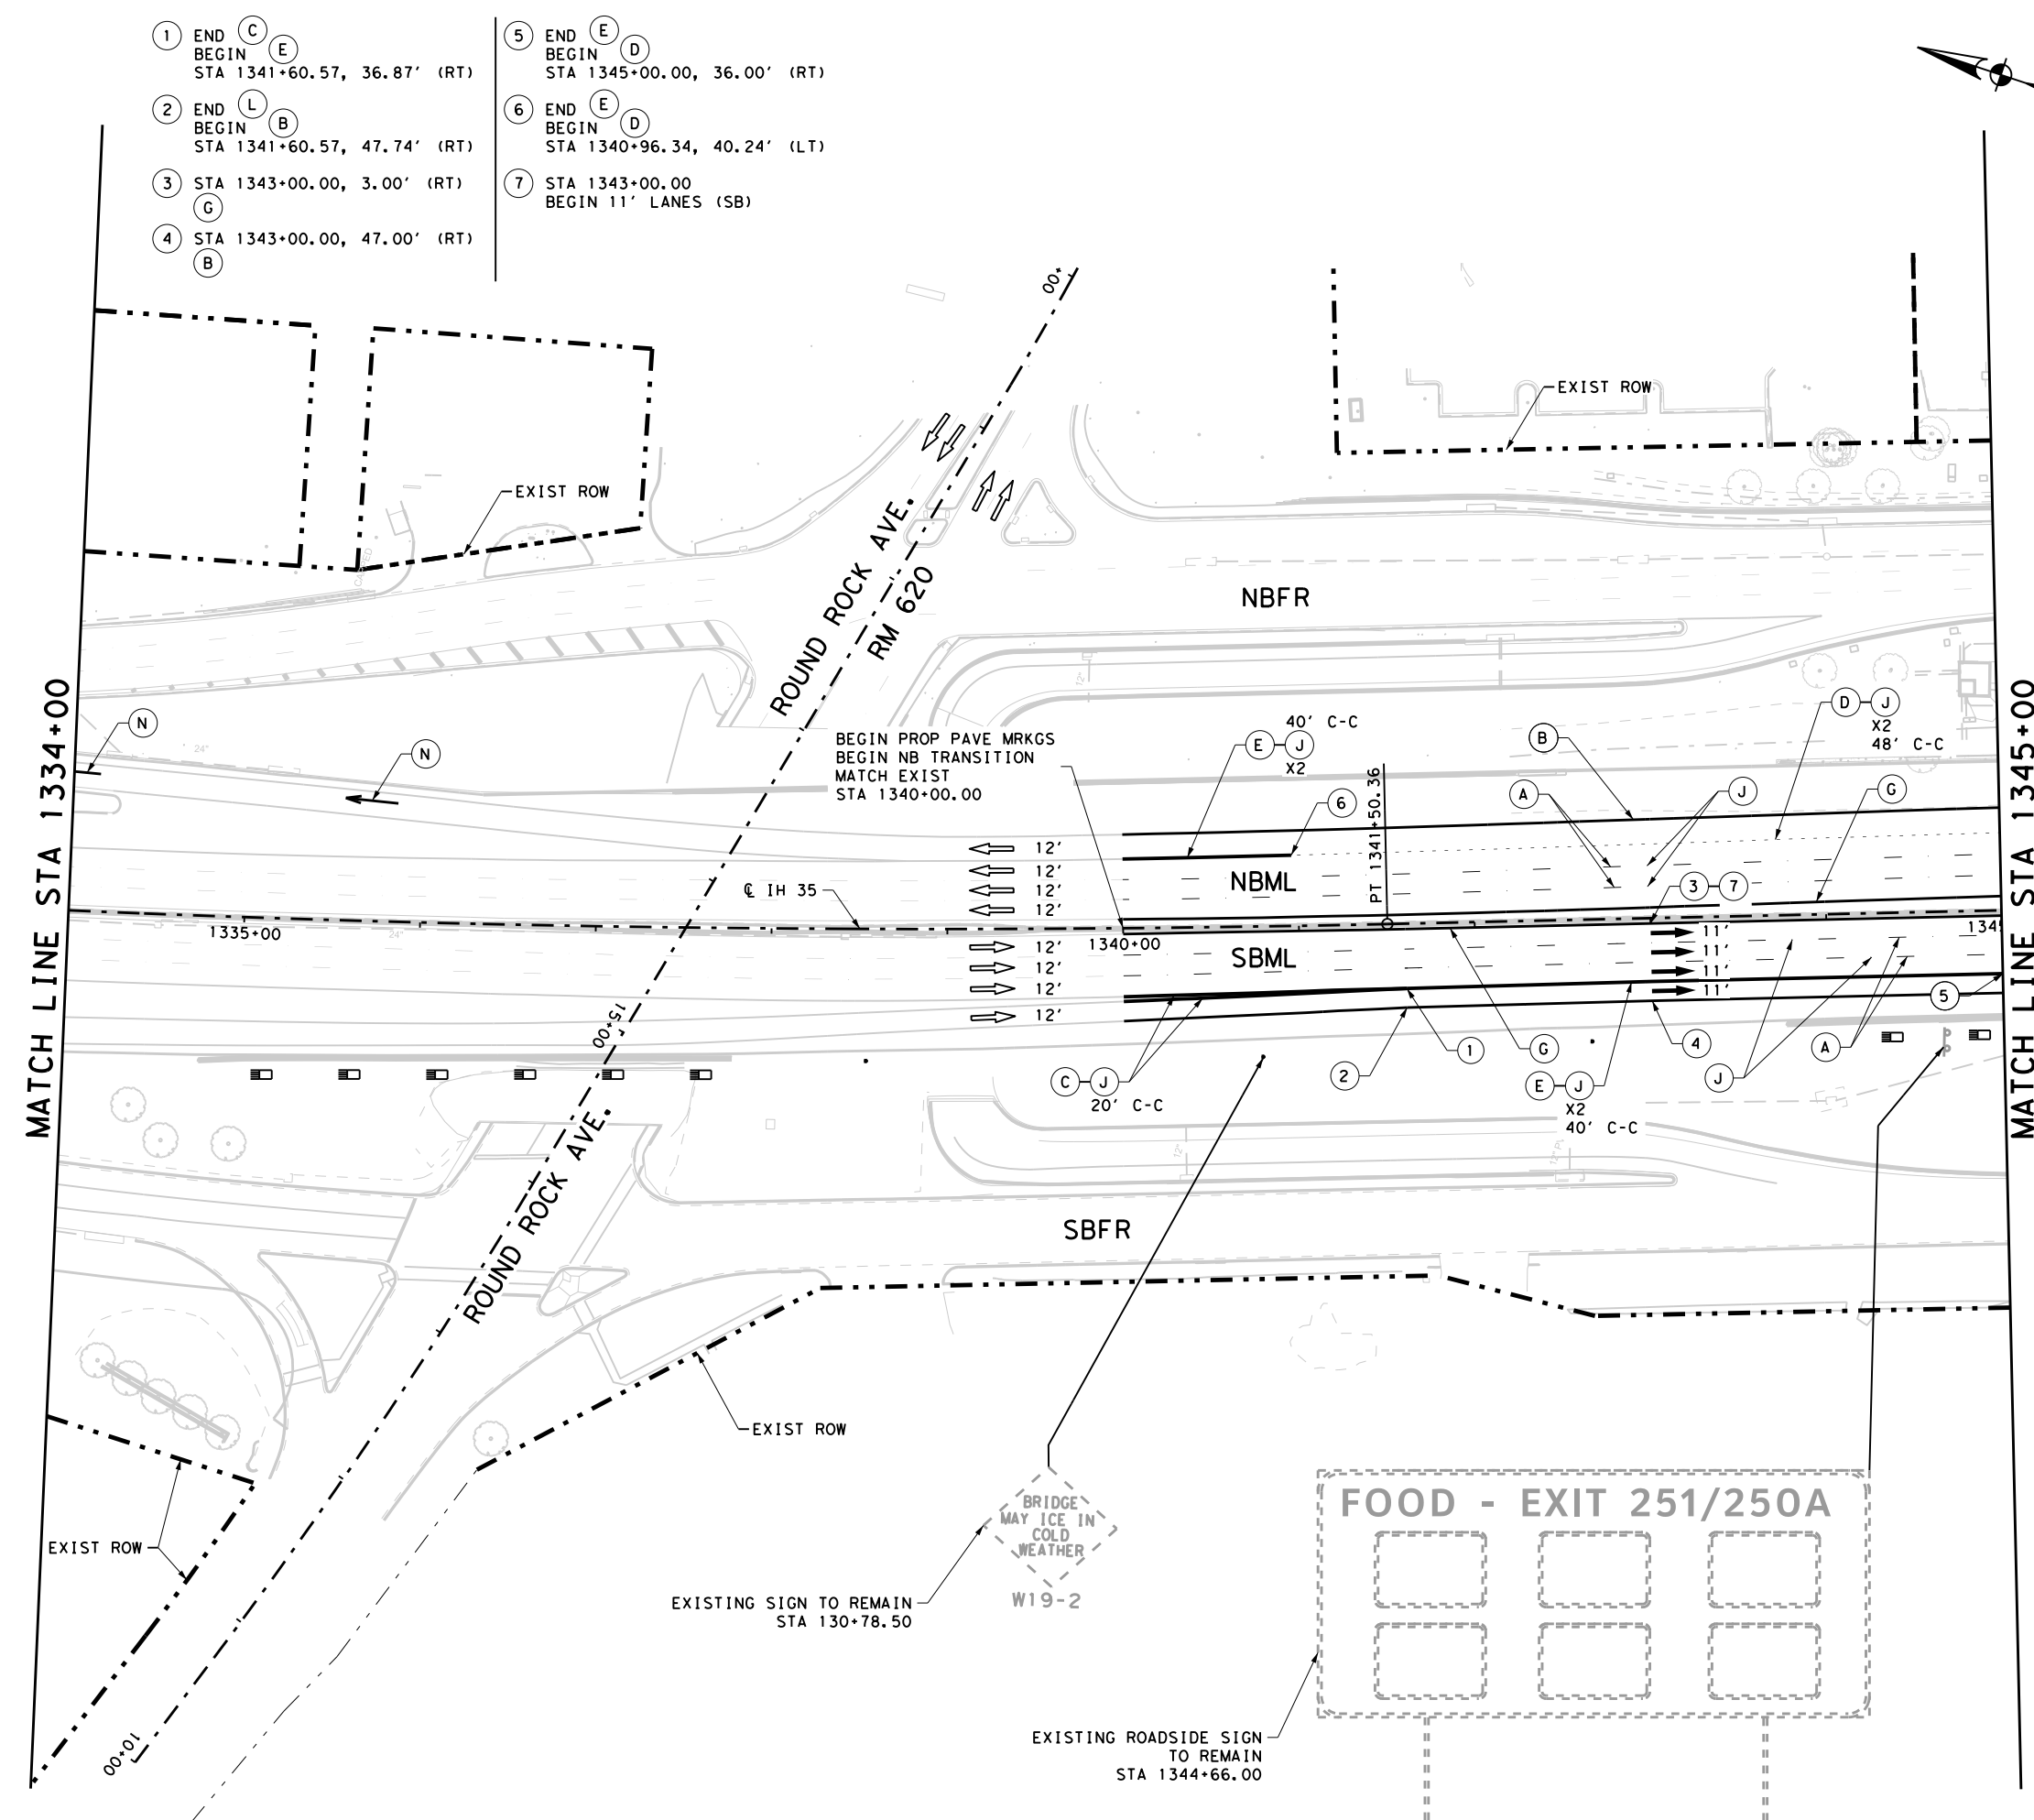 1 END C
BEGIN E
STA 1341+60.57, 36.87' (RT)
2 END L
BEGIN B
STA 1341+60.57, 47.74' (RT)
3 STA 1343+00.00, 3.00' (RT)
G
4 STA 1343+00.00, 47.00' (RT)
B
5 END E
BEGIN D
STA 1345+00.00, 36.00' (RT)
6 END E
BEGIN D
STA 1340+96.34, 40.24' (LT)
7 STA 1343+00.00
BEGIN 11' LANES (SB)
+00
EXIST ROW
EXIST ROW
ROUND ROCK AVE.
RM 620
NBFR
MATCH LINE STA 1334+00
MATCH LINE STA 1345+00
N
N
24"
12"
BEGIN PROP PAVE MRKGS
BEGIN NB TRANSITION
MATCH EXIST
STA 1340+00.00
40' C-C
E J
X2
6
PT 1341+50.36
B
A
J
D J
X2
48' C-C
G
12'
12'
12'
12'
NBML
3 7
℄ IH 35
1335+00
24"
1340+00
134
12'
12'
12'
12'
SBML
11'
11'
11'
11'
5
15+00
C J
20' C-C
2
1
G
E J
X2
40' C-C
4
J
A
12"
ROUND ROCK AVE.
SBFR
EXIST ROW
EXIST ROW
10+00
BRIDGE
MAY ICE IN
COLD
WEATHER
W19-2
EXISTING SIGN TO REMAIN
STA 130+78.50
FOOD - EXIT 251/250A
EXISTING ROADSIDE SIGN
TO REMAIN
STA 1344+66.00